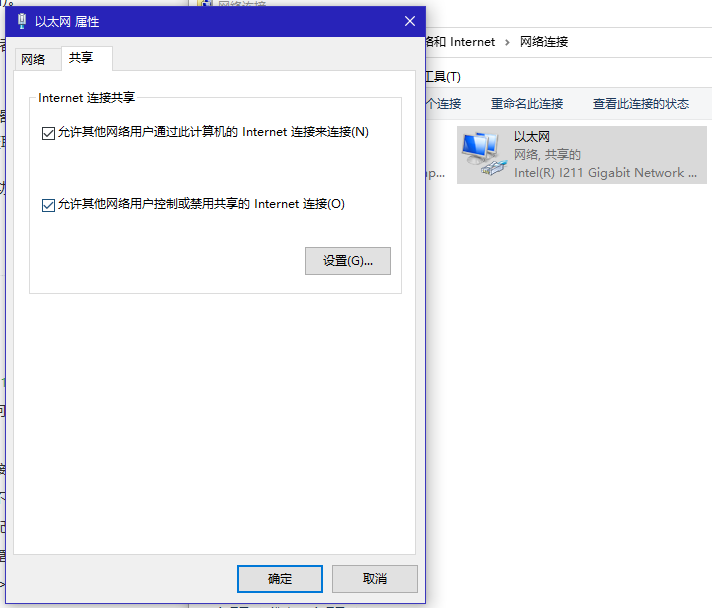 网络连接
以太网 属性
络和 Internet › 网络连接
网络
共享
工具(T)
Internet 连接共享
个连接
重命名此连接
查看此连接的状态
允许其他网络用户通过此计算机的 Internet 连接来连接(N)
以太网
网络, 共享的
ap...
Intel(R) I211 Gigabit Network ...
允许其他网络用户控制或禁用共享的 Internet 连接(O)
设置(G)...
确定
取消